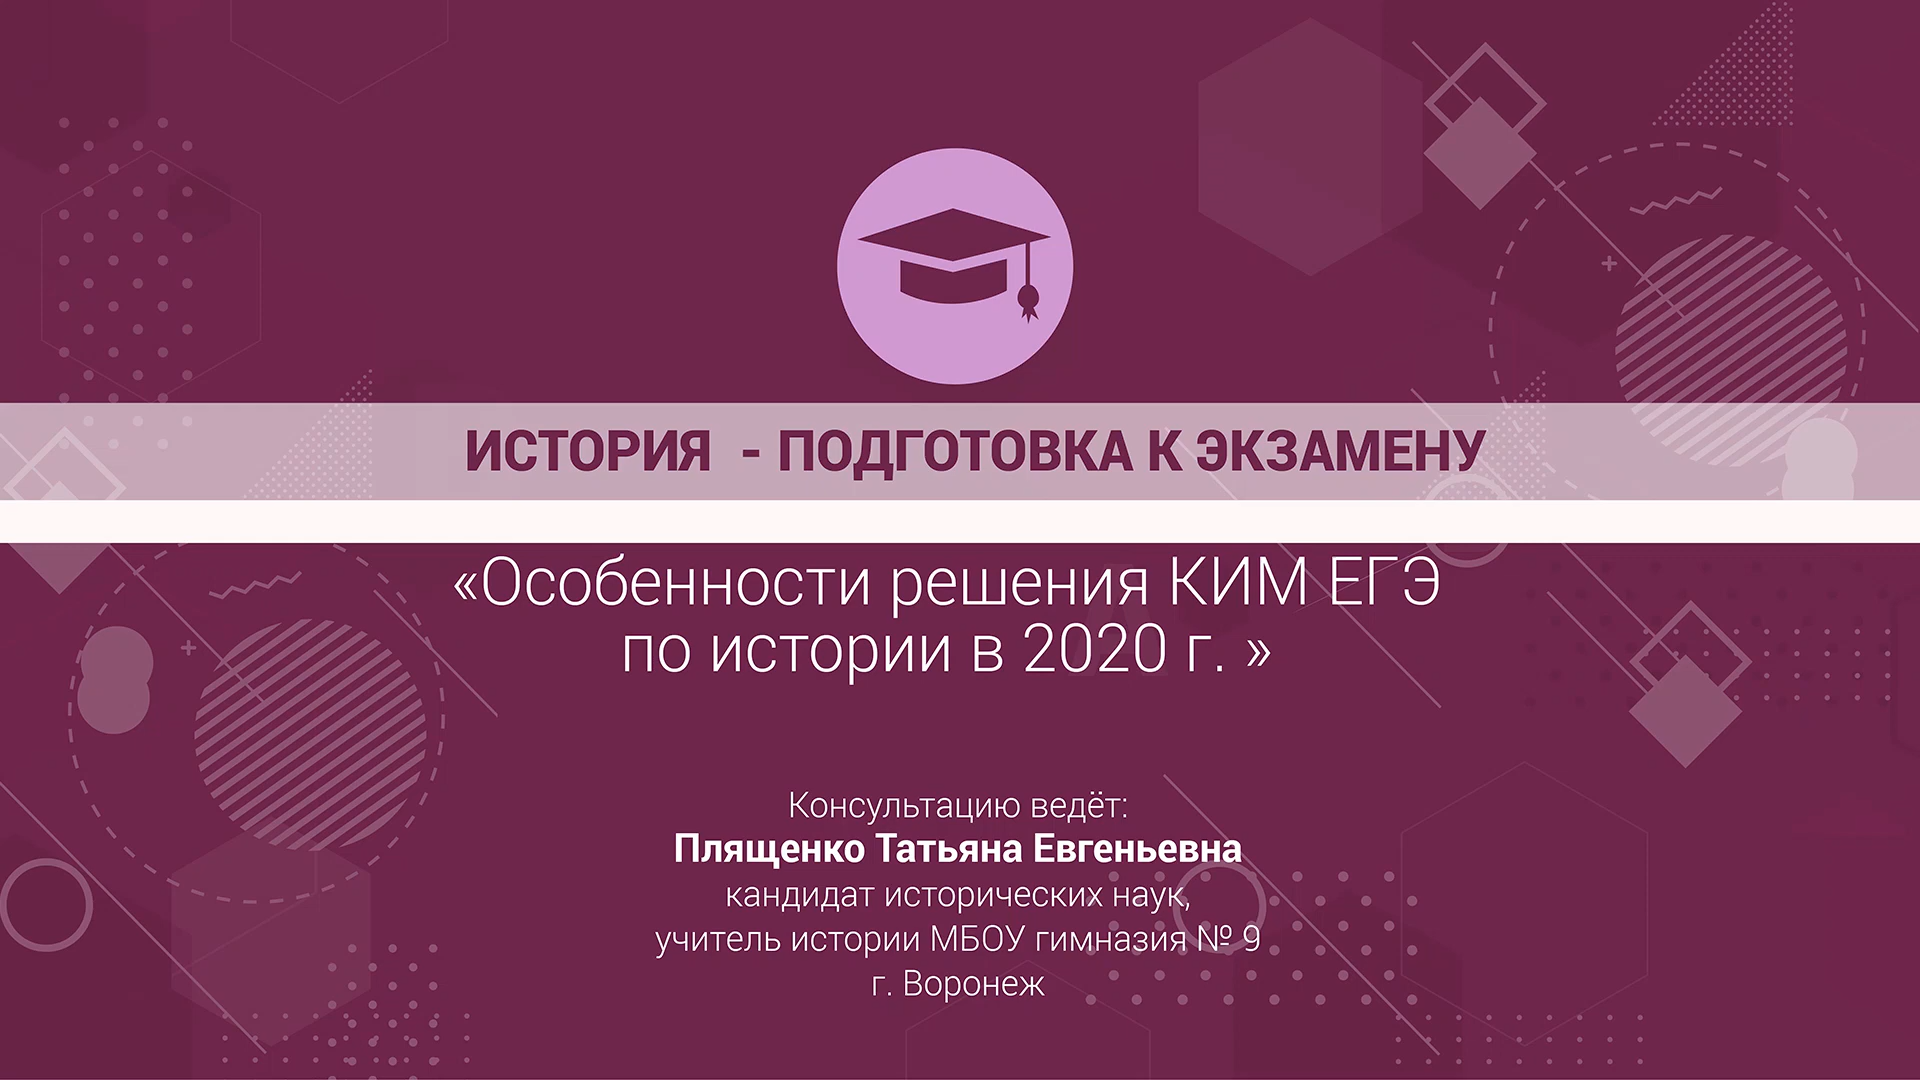 ИСТОРИЯ - ПОДГОТОВКА К ЭКЗАМЕНУ
«Особенности решения КИМ ЕГЭ
по истории в 2020 г. »
Консультацию ведёт:
Плященко Татьяна Евгеньевна
кандидат исторических наук,
учитель истории МБОУ гимназия № 9
г. Воронеж